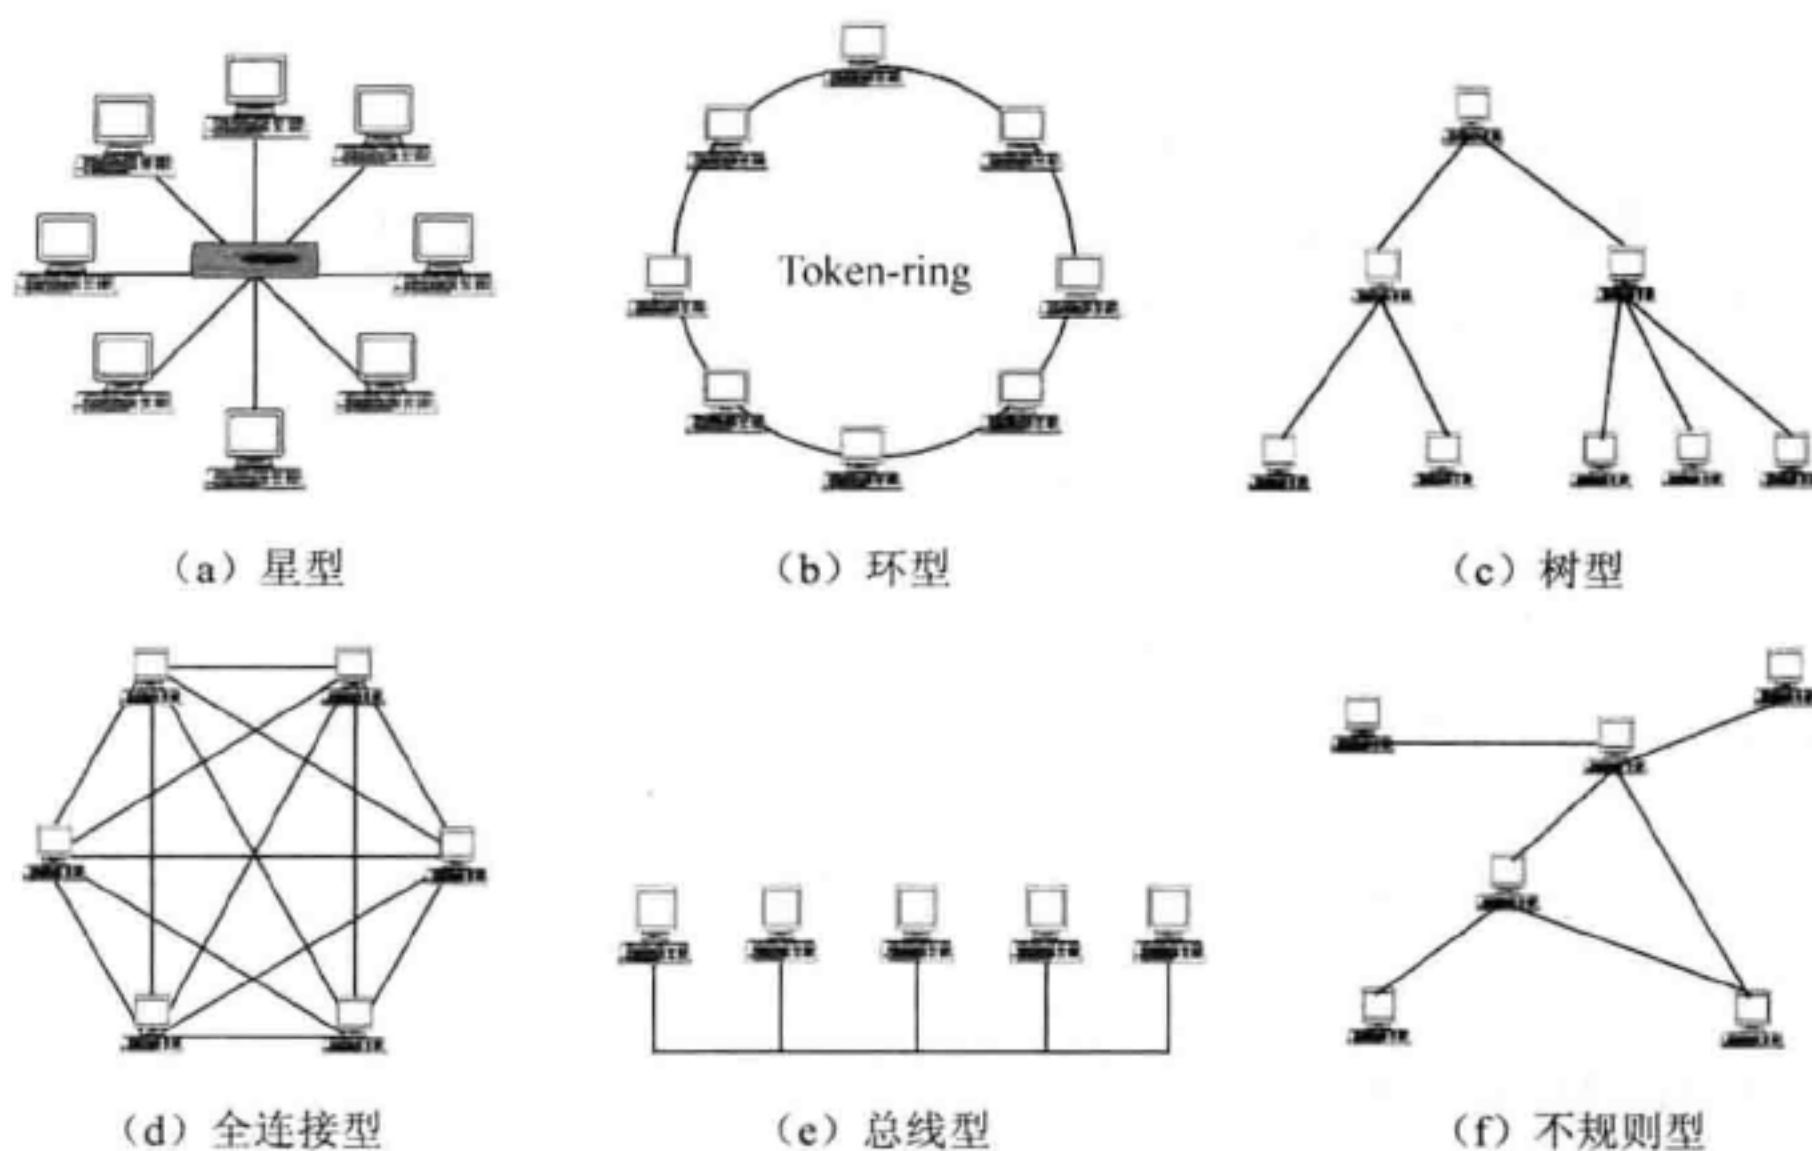 Token-ring
（a）星型
（b）环型
（c）树型
（d）全连接型
（e）总线型
（f）不规则型